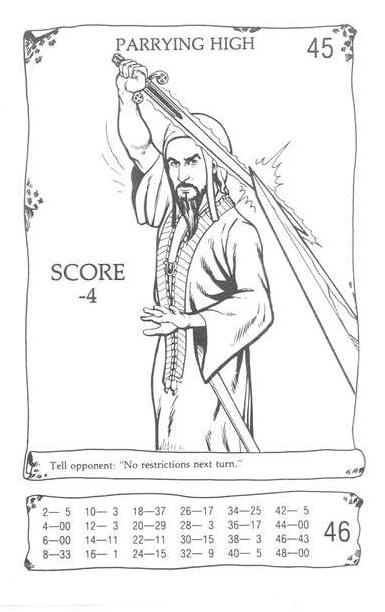 PARRYING HIGH
45
SCORE
-4
Tell opponent: "No restrictions next turn."
2— 5 10— 3 18—37 26—17 34—25 42— 5
4—00 12— 3 20—29 28— 3 36—17 44—00
6—00 14—11 22—11 30—15 38— 3 46—43
8—33 16— 1 24—15 32— 9 40— 5 48—00
46